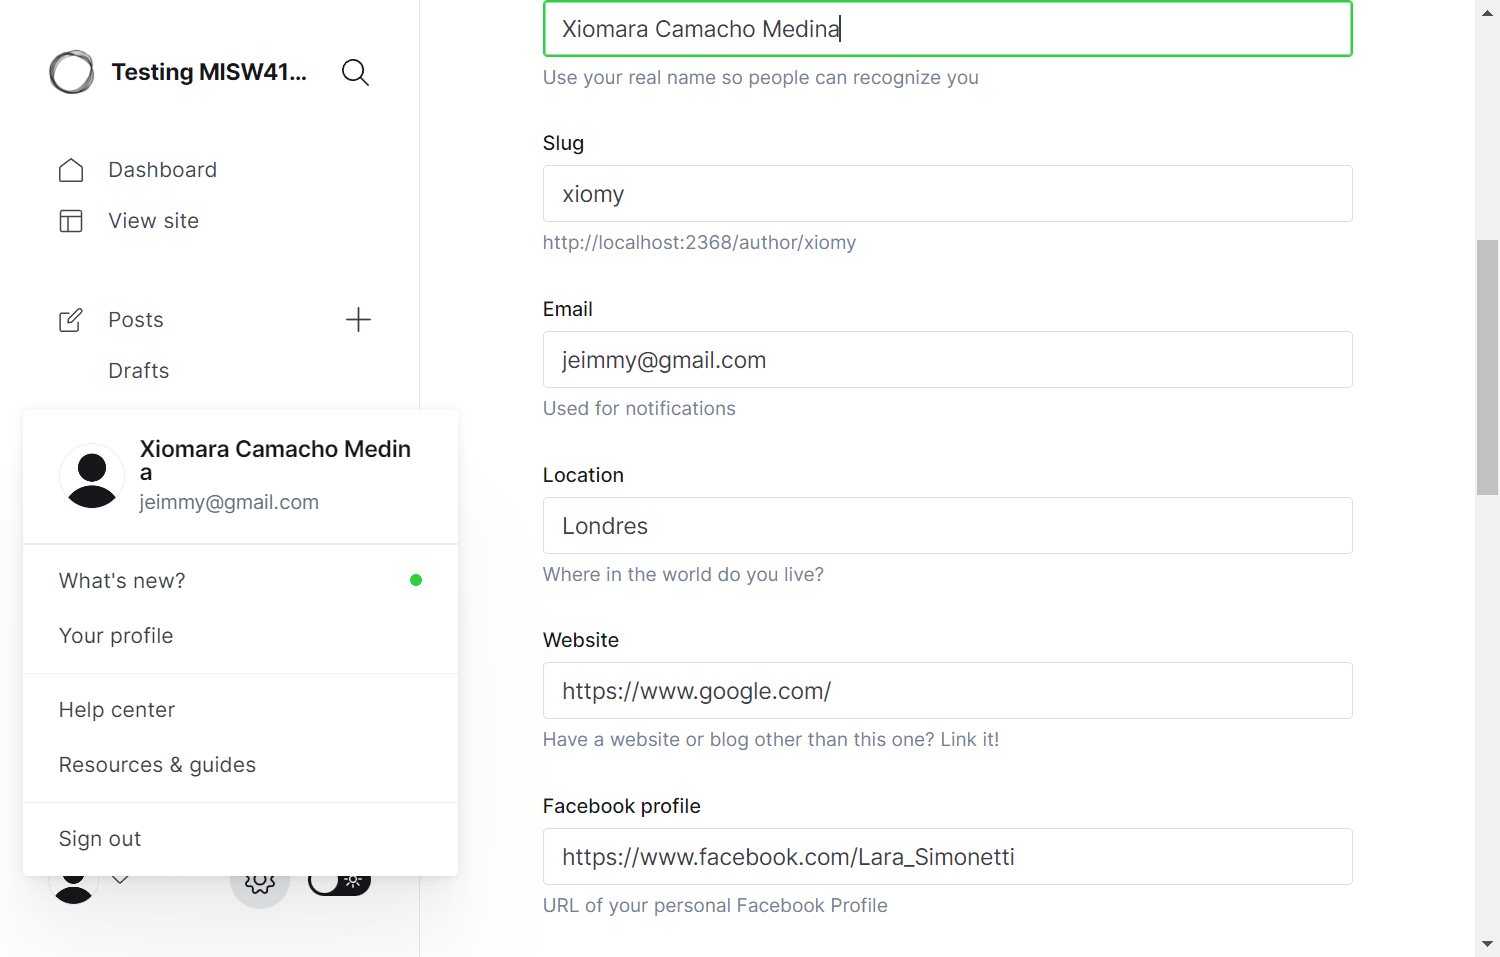 Testing MISW41...
Dashboard
View site
Posts
Drafts
Xiomara Camacho Medin
a
jeimmy@gmail.com
What's new?
Your profile
Help center
Resources & guides
Sign out
Xiomara Camacho Medina
Use your real name so people can recognize you
Slug
xiomy
http://localhost:2368/author/xiomy
Email
jeimmy@gmail.com
Used for notifications
Location
Londres
Where in the world do you live?
Website
https://www.google.com/
Have a website or blog other than this one? Link it!
Facebook profile
https://www.facebook.com/Lara_Simonetti
URL of your personal Facebook Profile